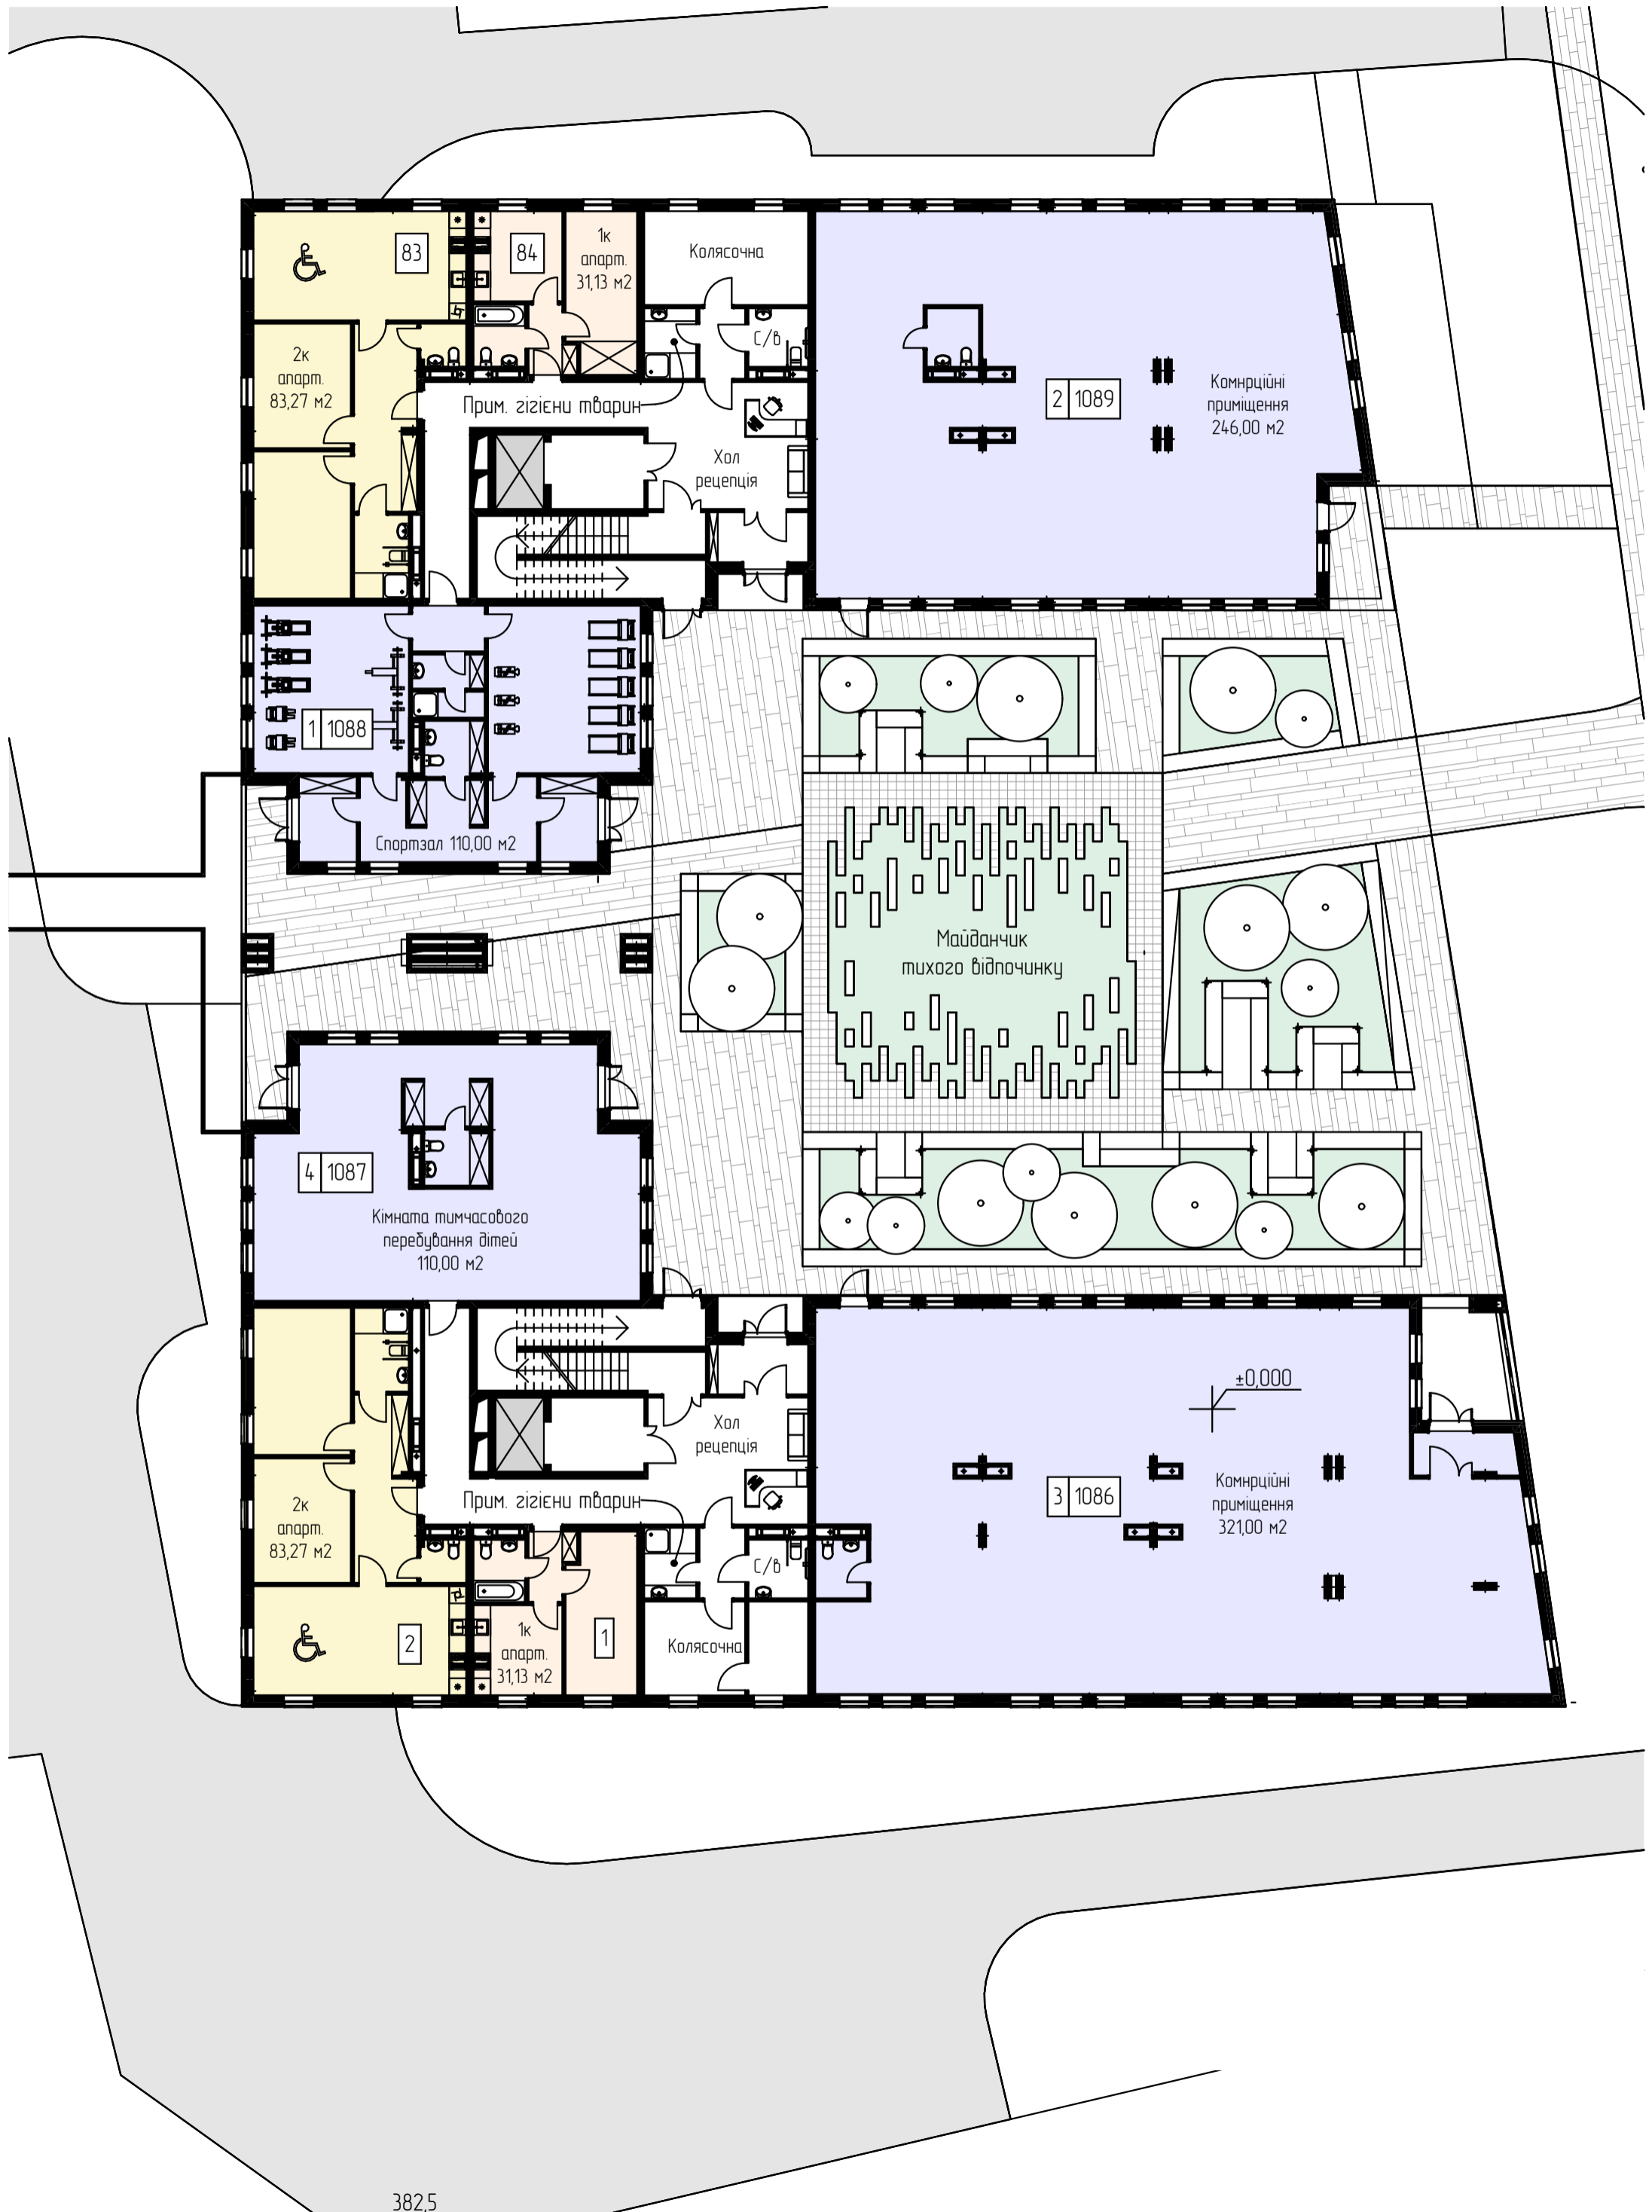 83
84
1к
апарт.
31,13 м2
Колясочна
С/в
2к
апарт.
83,27 м2
Прим. гігієни тварин
Хол
рецепція
2 1089
Комнрційні
приміщення
246,00 м2
1 1088
Спортзал 110,00 м2
Майданчик
тихого відпочинку
4 1087
Кімната тимчасового
перебування дітей
110,00 м2
±0,000
Хол
рецепція
3 1086
Комнрційні
приміщення
321,00 м2
Прим. гігієни тварин
2к
апарт.
83,27 м2
С/в
2
1к
апарт.
31,13 м2
1
Колясочна
382,5